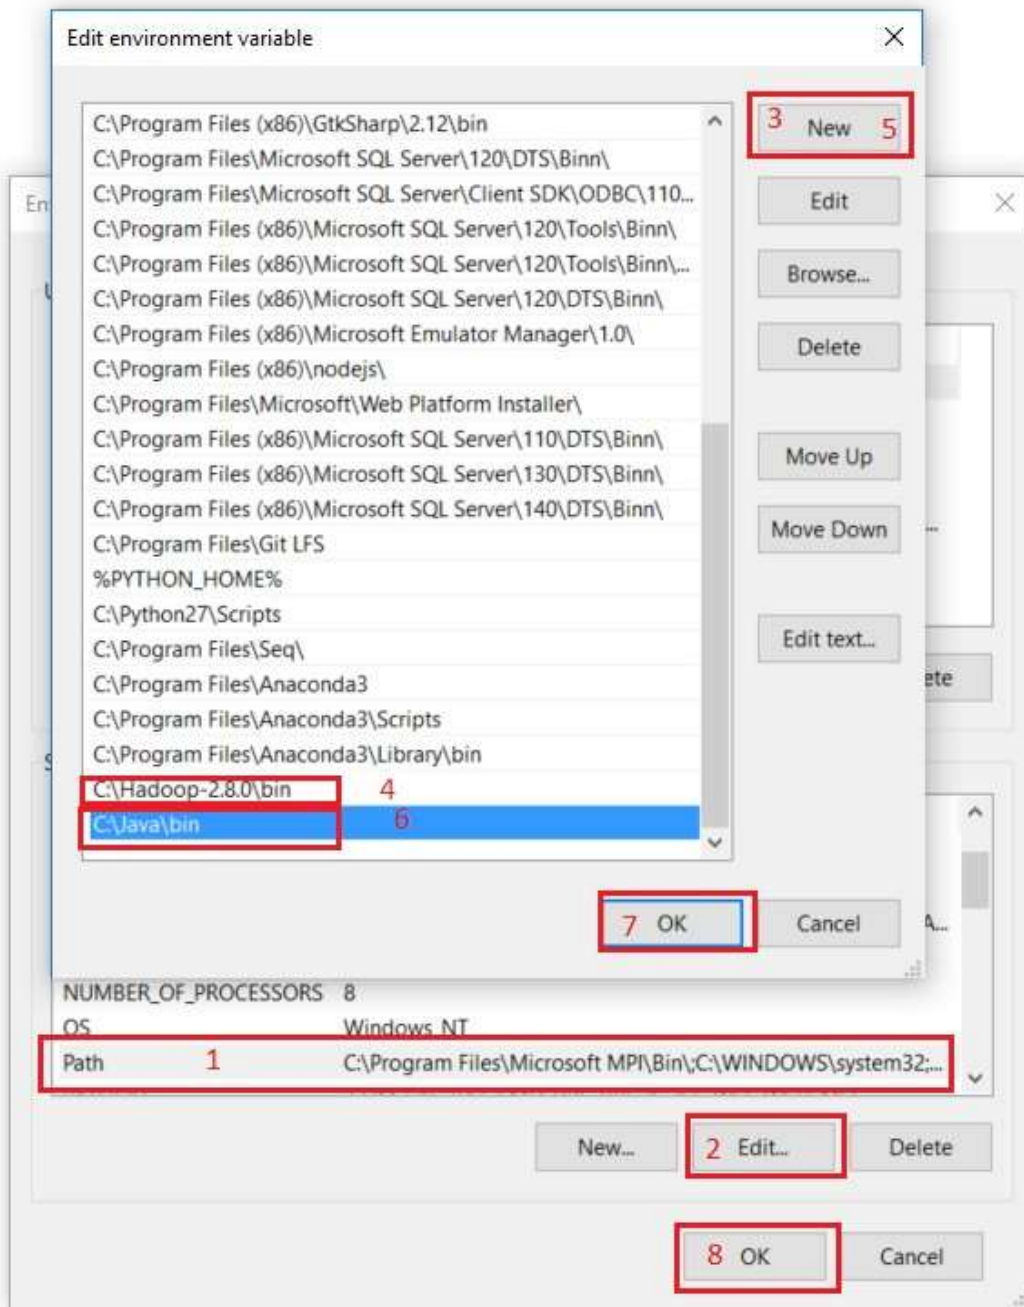 Edit environment variable
C:\Program Files (x86)\GtkSharp\2.12\bin
3 New 5
C:\Program Files\Microsoft SQL Server\120\DTS\Binn\
C:\Program Files\Microsoft SQL Server\Client SDK\ODBC\110...
Edit
C:\Program Files (x86)\Microsoft SQL Server\120\Tools\Binn\
C:\Program Files (x86)\Microsoft SQL Server\120\Tools\Binn\...
Browse...
C:\Program Files (x86)\Microsoft SQL Server\120\DTS\Binn\
C:\Program Files (x86)\Microsoft Emulator Manager\1.0\
Delete
C:\Program Files (x86)\nodejs\
C:\Program Files\Microsoft\Web Platform Installer\
C:\Program Files (x86)\Microsoft SQL Server\110\DTS\Binn\
Move Up
C:\Program Files (x86)\Microsoft SQL Server\130\DTS\Binn\
C:\Program Files (x86)\Microsoft SQL Server\140\DTS\Binn\
Move Down
C:\Program Files\Git LFS
%PYTHON_HOME%
C:\Python27\Scripts
Edit text...
C:\Program Files\Seq\
C:\Program Files\Anaconda3
C:\Program Files\Anaconda3\Scripts
C:\Program Files\Anaconda3\Library\bin
C:\Hadoop-2.8.0\bin 4
C:\Java\bin 6
7 OK Cancel
En
ete
A...
NUMBER_OF_PROCESSORS 8
OS Windows_NT
Path 1 C:\Program Files\Microsoft MPI\Bin\;C:\WINDOWS\system32;...
New... 2 Edit... Delete
8 OK Cancel